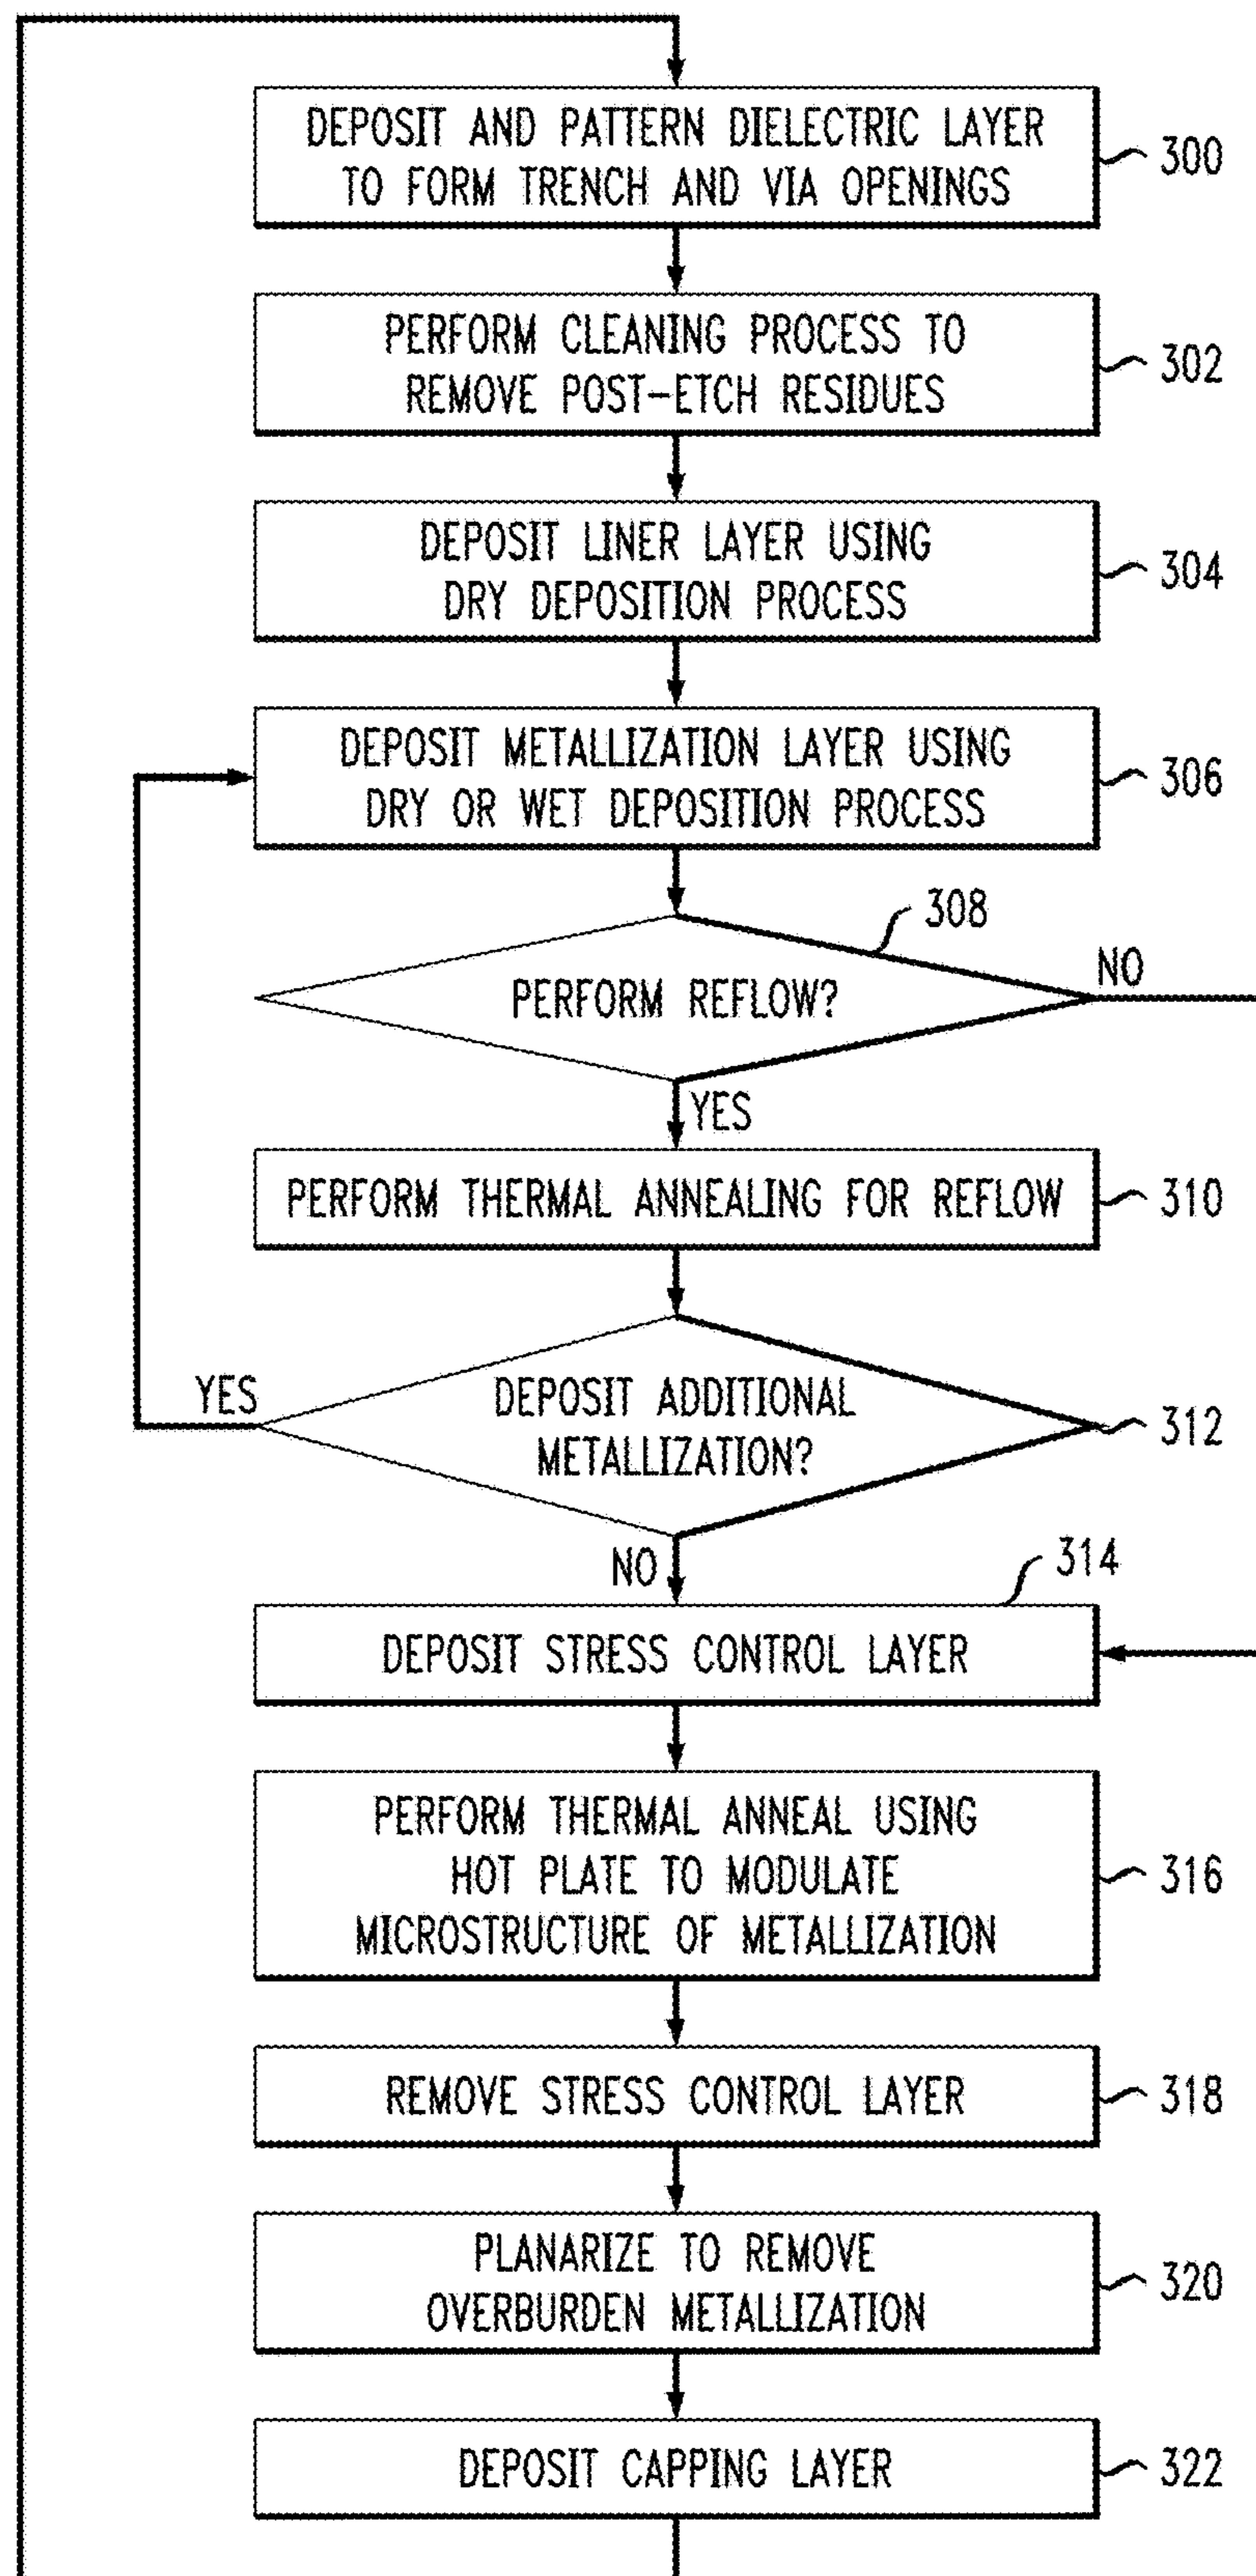 DEPOSIT AND PATTERN DIELECTRIC LAYER
TO FORM TRENCH AND VIA OPENINGS
300
PERFORM CLEANING PROCESS TO
REMOVE POST-ETCH RESIDUES
302
DEPOSIT LINER LAYER USING
DRY DEPOSITION PROCESS
304
DEPOSIT METALLIZATION LAYER USING
DRY OR WET DEPOSITION PROCESS
306
308
PERFORM REFLOW?
NO
YES
PERFORM THERMAL ANNEALING FOR REFLOW
310
YES
DEPOSIT ADDITIONAL
METALLIZATION?
312
NO
314
DEPOSIT STRESS CONTROL LAYER
PERFORM THERMAL ANNEAL USING
HOT PLATE TO MODULATE
MICROSTRUCTURE OF METALLIZATION
316
REMOVE STRESS CONTROL LAYER
318
PLANARIZE TO REMOVE
OVERBURDEN METALLIZATION
320
DEPOSIT CAPPING LAYER
322